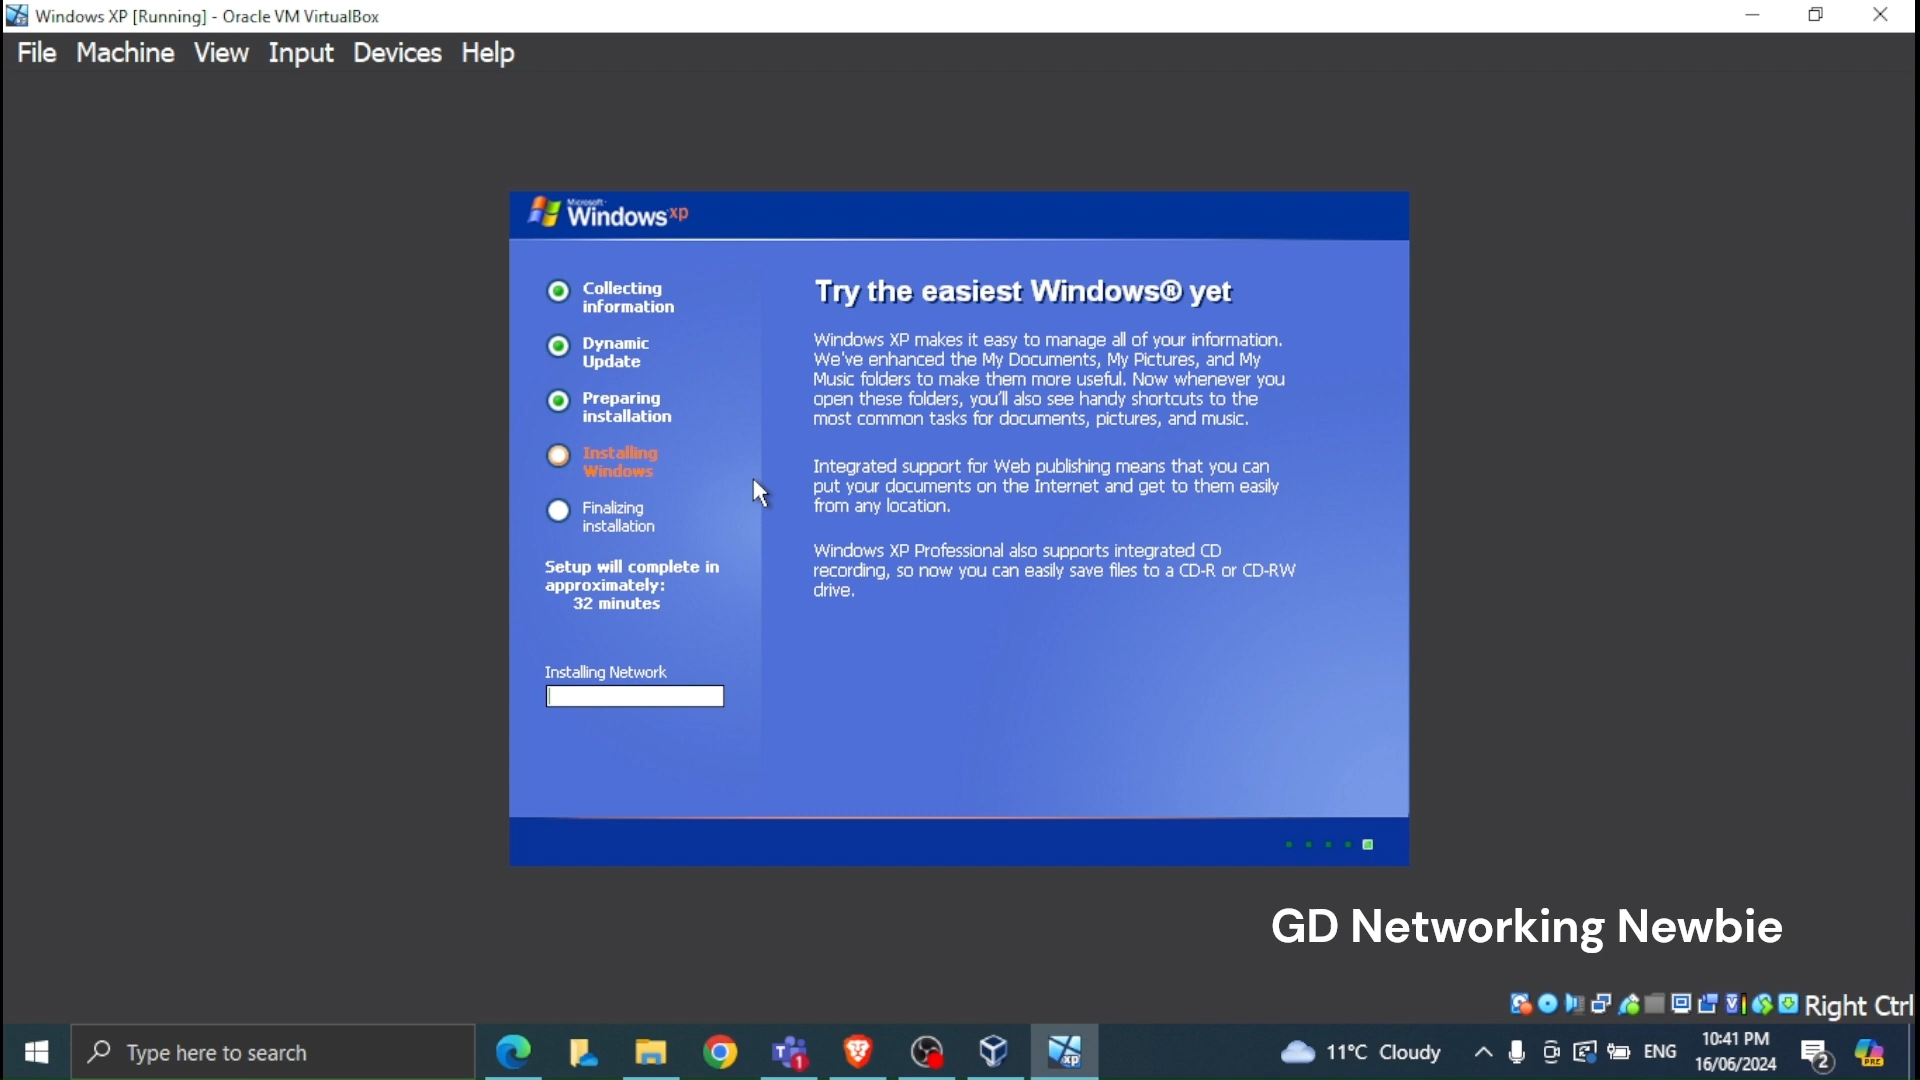 Windows XP [Running] - Oracle VM VirtualBox
File Machine View Input Devices Help
Microsoft®
Windows xp
Collecting
information
Dynamic
Update
Preparing
installation
Installing
Windows
Finalizing
installation
Setup will complete in
approximately:
32 minutes
Installing Network
Try the easiest Windows® yet
Windows XP makes it easy to manage all of your information.
We've enhanced the My Documents, My Pictures, and My
Music folders to make them more useful. Now whenever you
open these folders, you'll also see handy shortcuts to the
most common tasks for documents, pictures, and music.
Integrated support for Web publishing means that you can
put your documents on the Internet and get to them easily
from any location.
Windows XP Professional also supports integrated CD
recording, so now you can easily save files to a CD-R or CD-RW
drive.
GD Networking Newbie
Right Ctrl
Type here to search
1
xp
11°C Cloudy
ENG
10:41 PM
16/06/2024
2
PRE